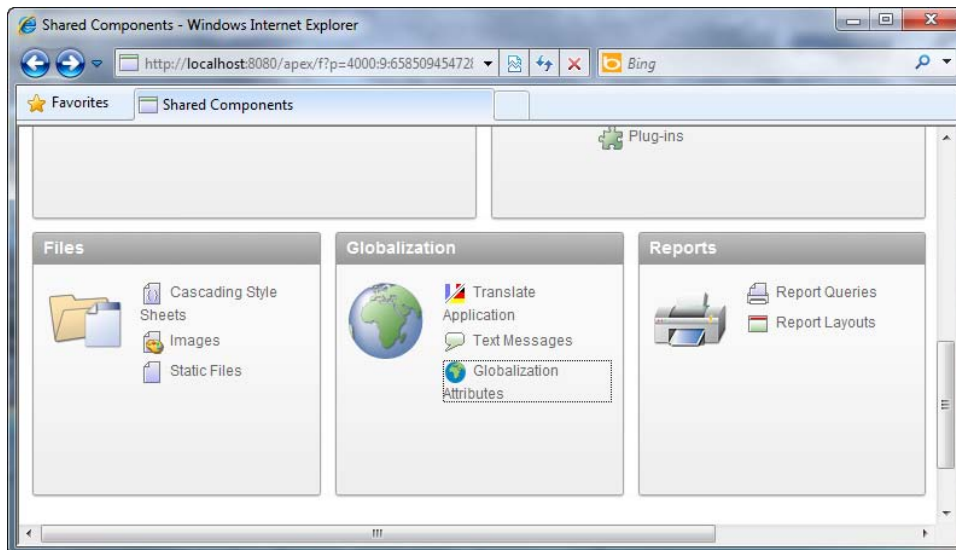 Shared Components - Windows Internet Explorer
http://localhost:8080/apex/f?p=4000:9:65850945472
Bing
Favorites
Shared Components
Plug-ins
Files
Cascading Style
Sheets
Images
Static Files
Globalization
Translate
Application
Text Messages
Globalization
Attributes
Reports
Report Queries
Report Layouts